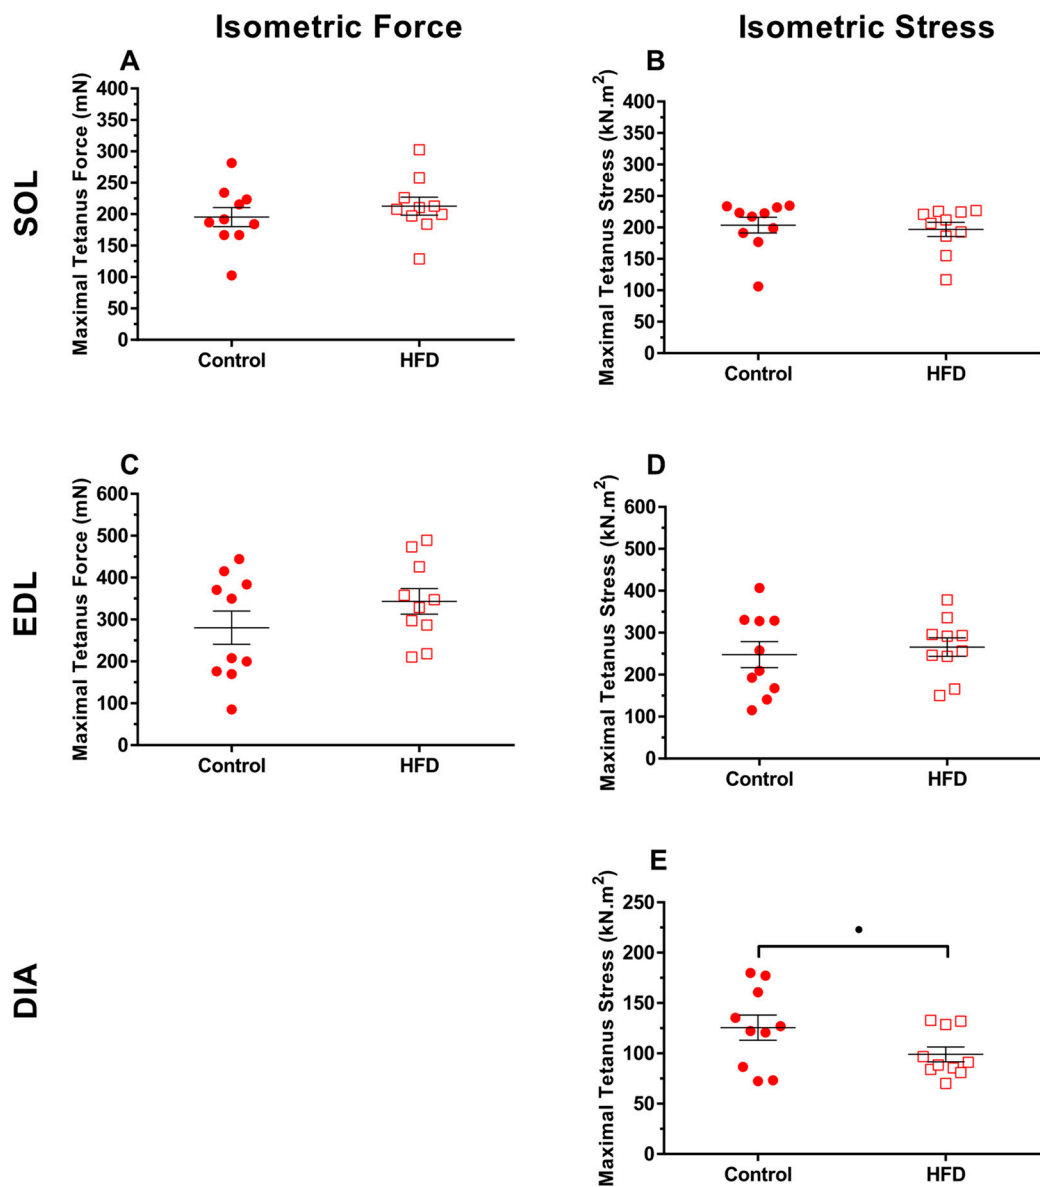 Isometric Force
Isometric Stress
SOL
A
Maximal Tetanus Force (mN)
400
350
300
250
200
150
100
50
0
Control
HFD
B
Maximal Tetanus Stress (kN.m²)
400
350
300
250
200
150
100
50
0
Control
HFD
EDL
C
Maximal Tetanus Force (mN)
600
500
400
300
200
100
0
Control
HFD
D
Maximal Tetanus Stress (kN.m²)
600
500
400
300
200
100
0
Control
HFD
DIA
E
Maximal Tetanus Stress (kN.m²)
250
200
150
100
50
0
Control
HFD